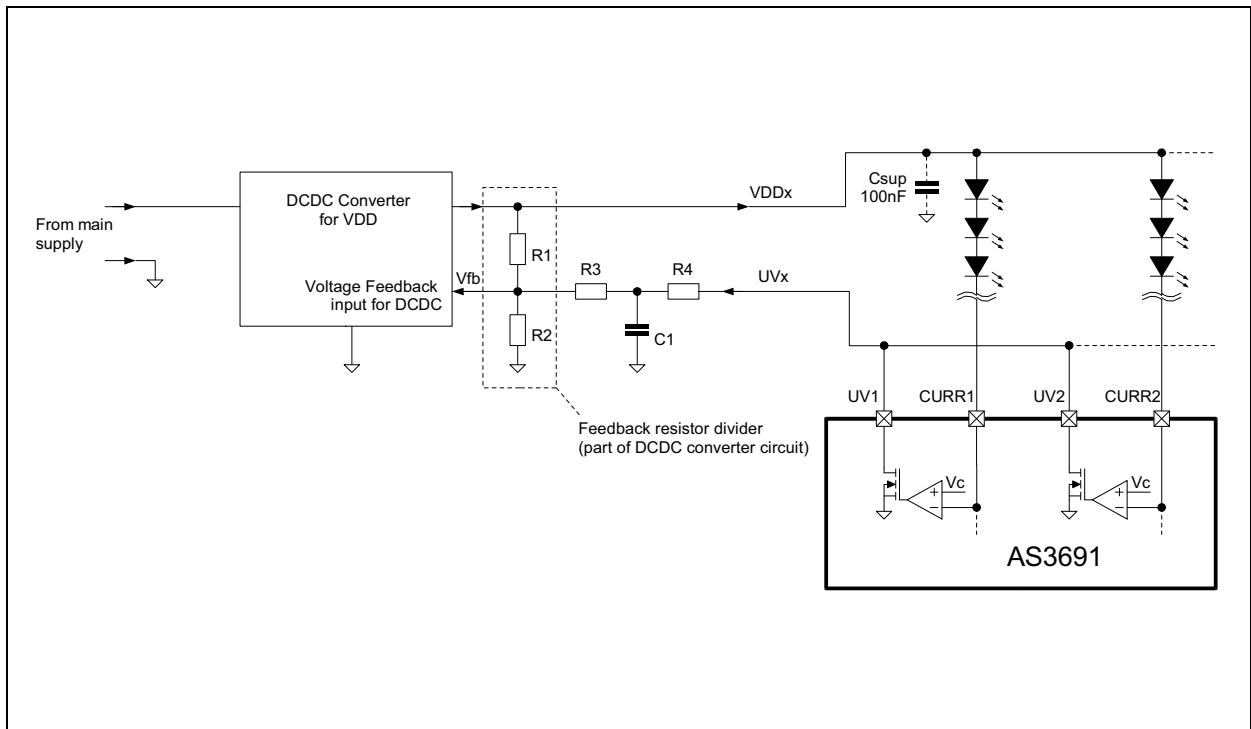 Csup
100nF
DCDC Converter
for VDD
VDDx
From main
supply
R1
Voltage Feedback
input for DCDC
Vfb
R3
R4
UVx
R2
C1
UV1
CURR1
UV2
CURR2
Feedback resistor divider
(part of DCDC converter circuit)
+
Vc
−
+
Vc
−
AS3691